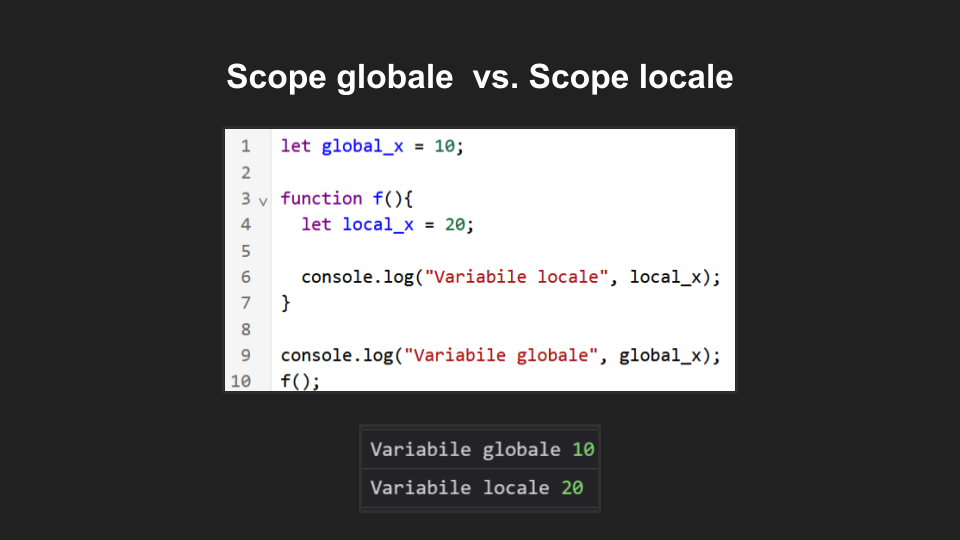 Scope globale  vs. Scope locale
1 let global_x = 10;
2
3 function f(){
4 let local_x = 20;
5
6 console.log("Variabile locale", local_x);
7 }
8
9 console.log("Variabile globale", global_x);
10 f();
Variabile globale 10
Variabile locale 20